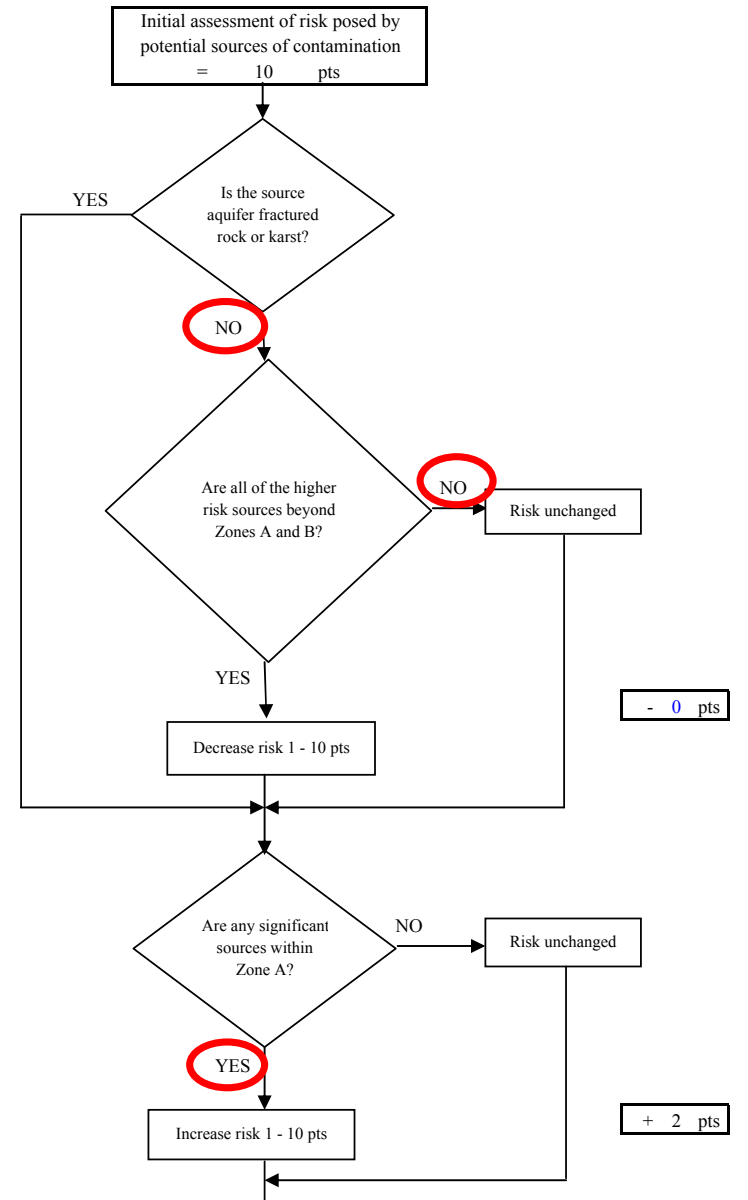 Initial assessment of risk posed by
potential sources of contamination
= 10 pts
YES
Is the source
aquifer fractured
rock or karst?
NO
Are all of the higher
risk sources beyond
Zones A and B?
NO
Risk unchanged
YES
- 0 pts
Decrease risk 1 - 10 pts
Are any significant
sources within
Zone A?
NO
Risk unchanged
YES
Increase risk 1 - 10 pts
+ 2 pts